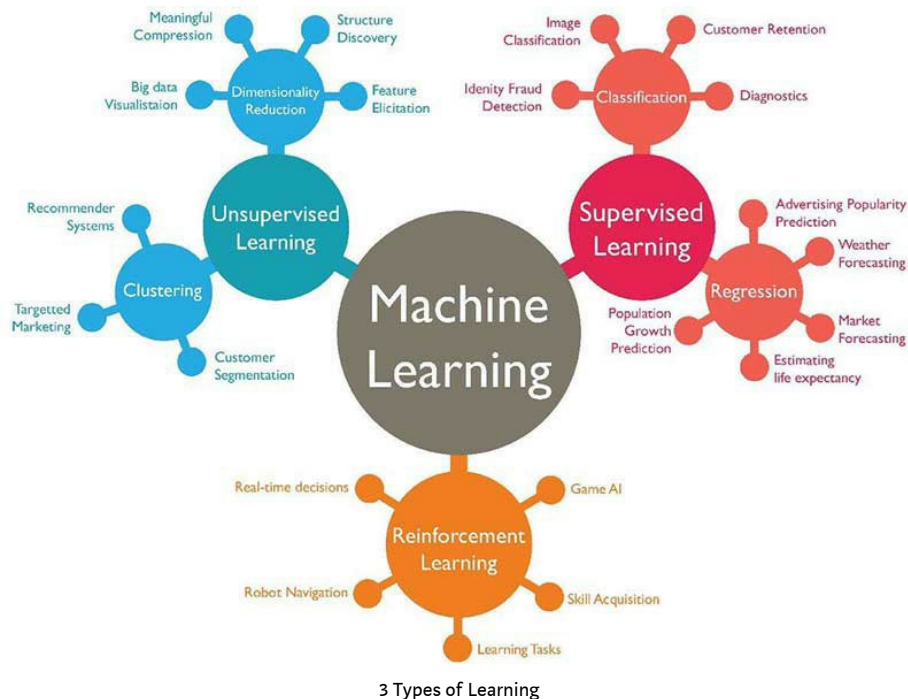 Meaningful
Compression
Structure
Discovery
Big data
Visualistaion
Dimensionality
Reduction
Feature
Elicitation
Image
Classification
Customer Retention
Idenity Fraud
Detection
Classification
Diagnostics
Recommender
Systems
Unsupervised
Learning
Clustering
Targetted
Marketing
Customer
Segmentation
Machine
Learning
Supervised
Learning
Advertising Popularity
Prediction
Weather
Forecasting
Regression
Population
Growth
Prediction
Market
Forecasting
Estimating
life expectancy
Real-time decisions
Game AI
Reinforcement
Learning
Robot Navigation
Skill Acquisition
Learning Tasks
3 Types of Learning